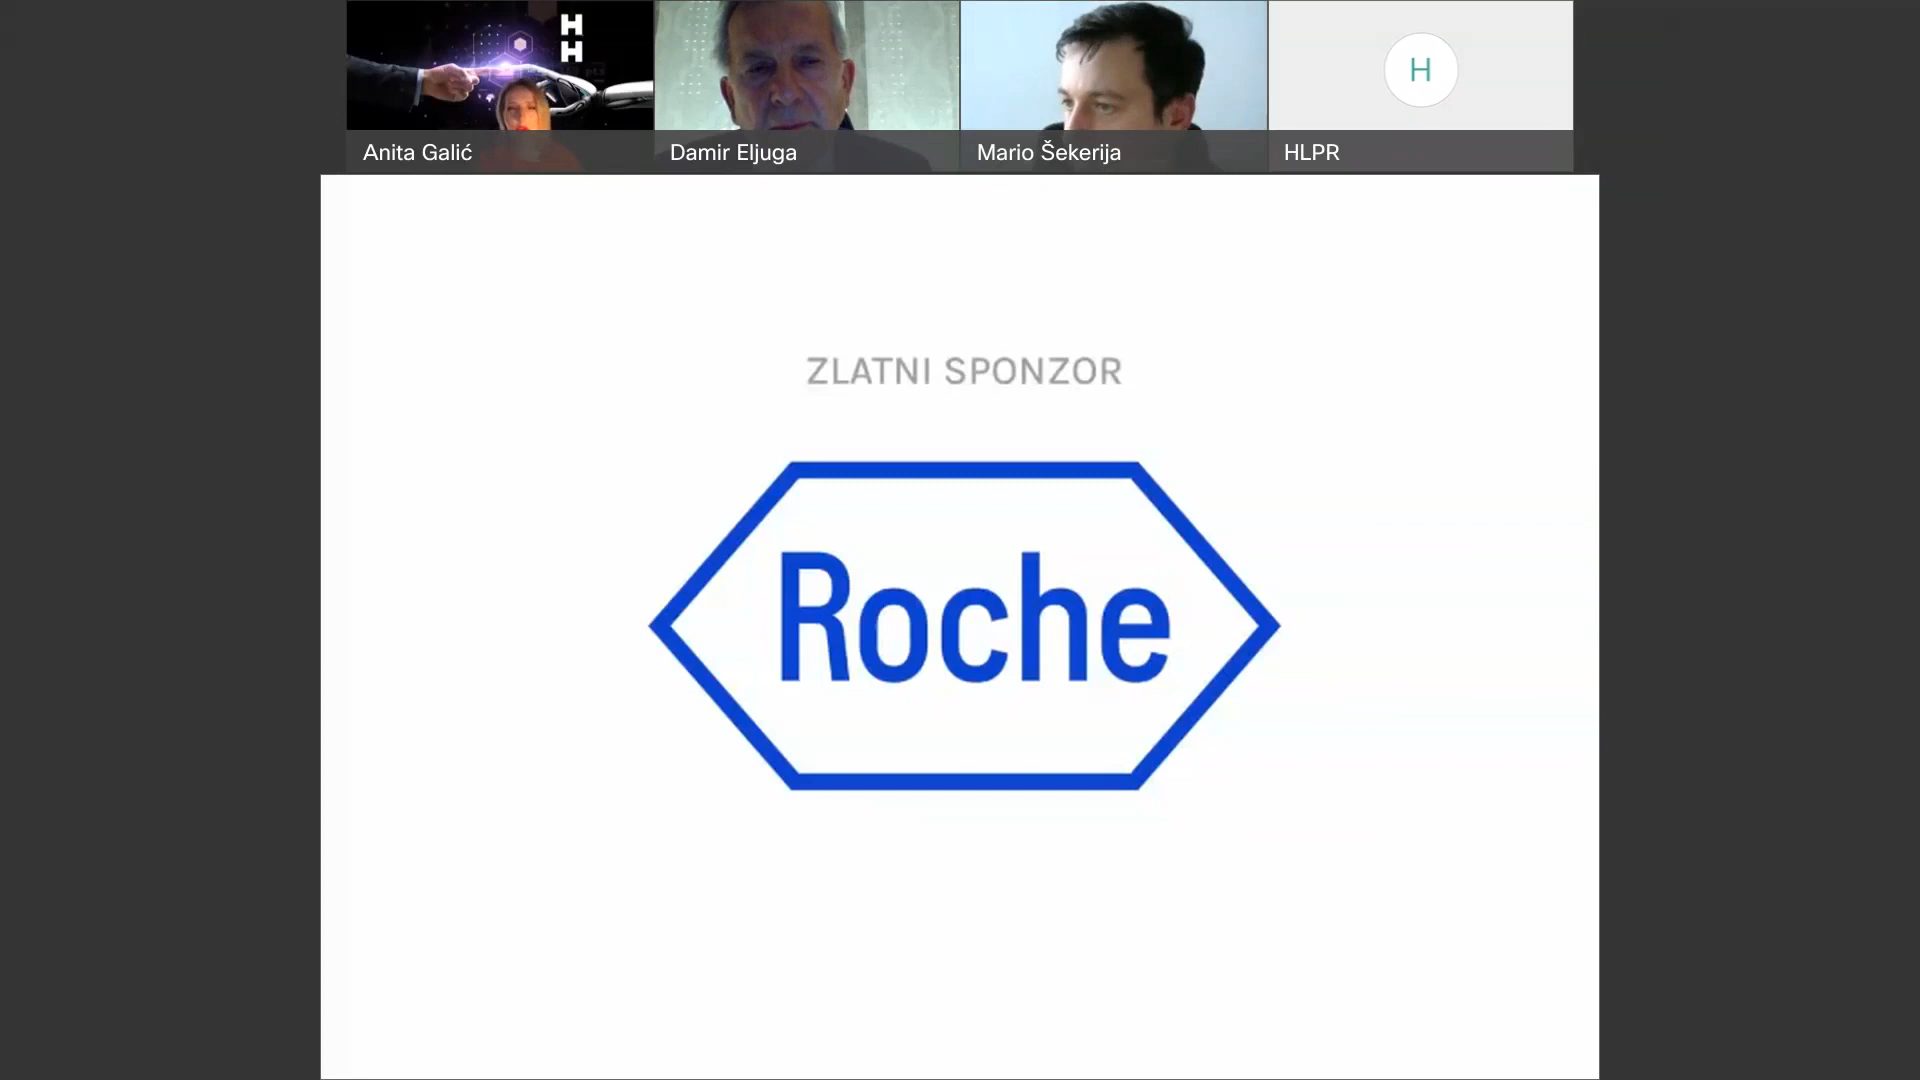 H
H
Anita Galić
Damir Eljuga
Mario Šekerija
H
HLPR
ZLATNI SPONZOR
Roche